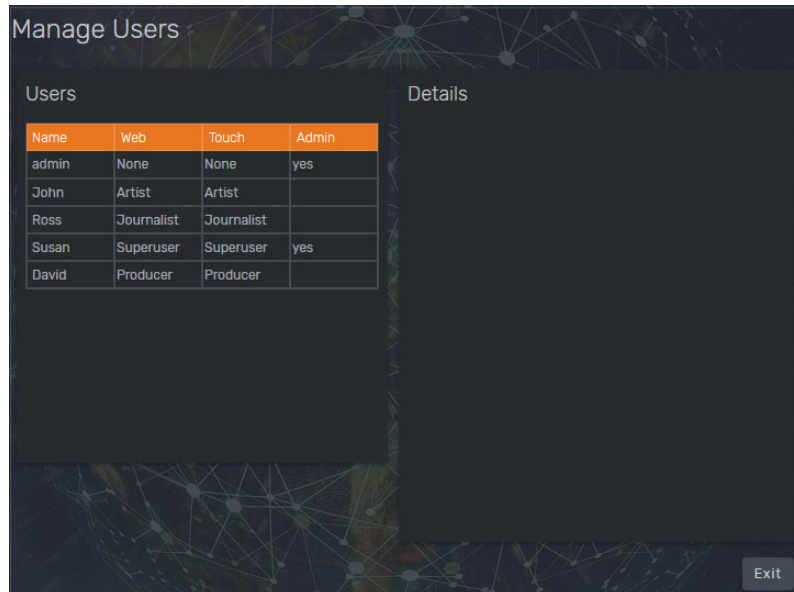 Manage Users
Users
Details
Name Web Touch Admin
admin None None yes
John Artist Artist
Ross Journalist Journalist
Susan Superuser Superuser yes
David Producer Producer
Exit